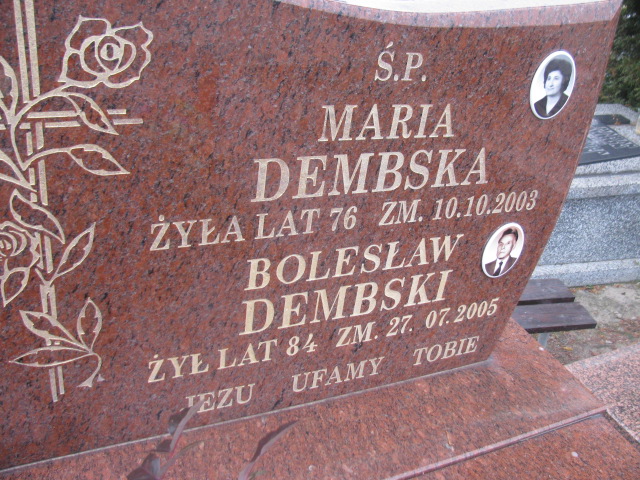 Ś.P.
MARIA
DEMBSKA
ŻYŁA LAT 76 ZM. 10.10.2003
BOLESŁAW
DEMBSKI
ŻYŁ LAT 84 ZM. 27. 07.2005
JEZU UFAMY TOBIE